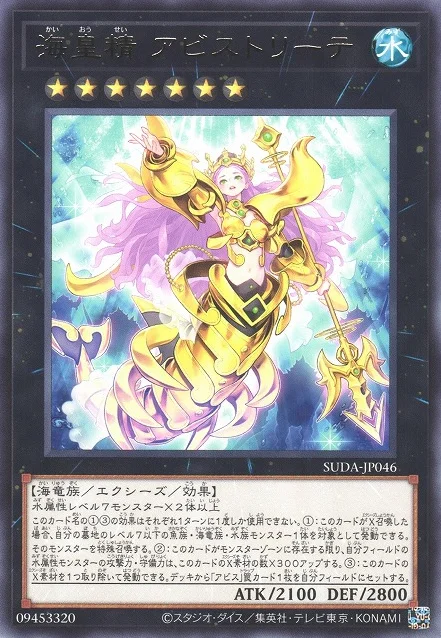 海皇精 アビストリーテ
水
SUDA-JP046
【海竜族/エクシーズ/効果】
水属性レベル7モンスター×2体以上
このカード名の①③の効果はそれぞれ1ターンに1度しか使用できない。①:このカードがX召喚した
場合、自分の墓地のレベル7以下の魚族・海竜族・水族モンスター1体を対象として発動できる。
そのモンスターを特殊召喚する。②:このカードがモンスターゾーンに存在する限り、自分フィールド
の水属性モンスターの攻撃力・守備力は、このカードのX素材の数×300アップする。③:このカードの
X素材を1つ取り除いて発動できる。デッキから「アビス」罠カード1枚を自分フィールドにセットする。
ATK/2100 DEF/2800
09453320
©スタジオ・ダイス/集英社・テレビ東京・KONAMI